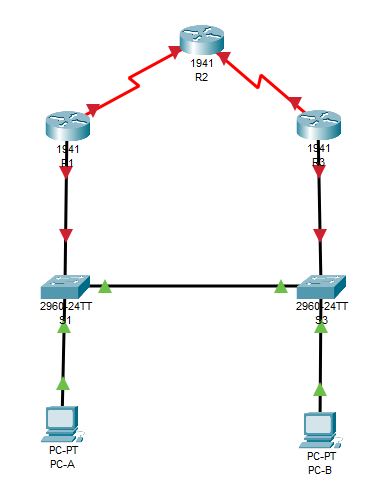 1941
R2
1941
R1
1941
R3
2960-24TT
S1
2960-24TT
S3
PC-PT
PC-A
PC-PT
PC-B